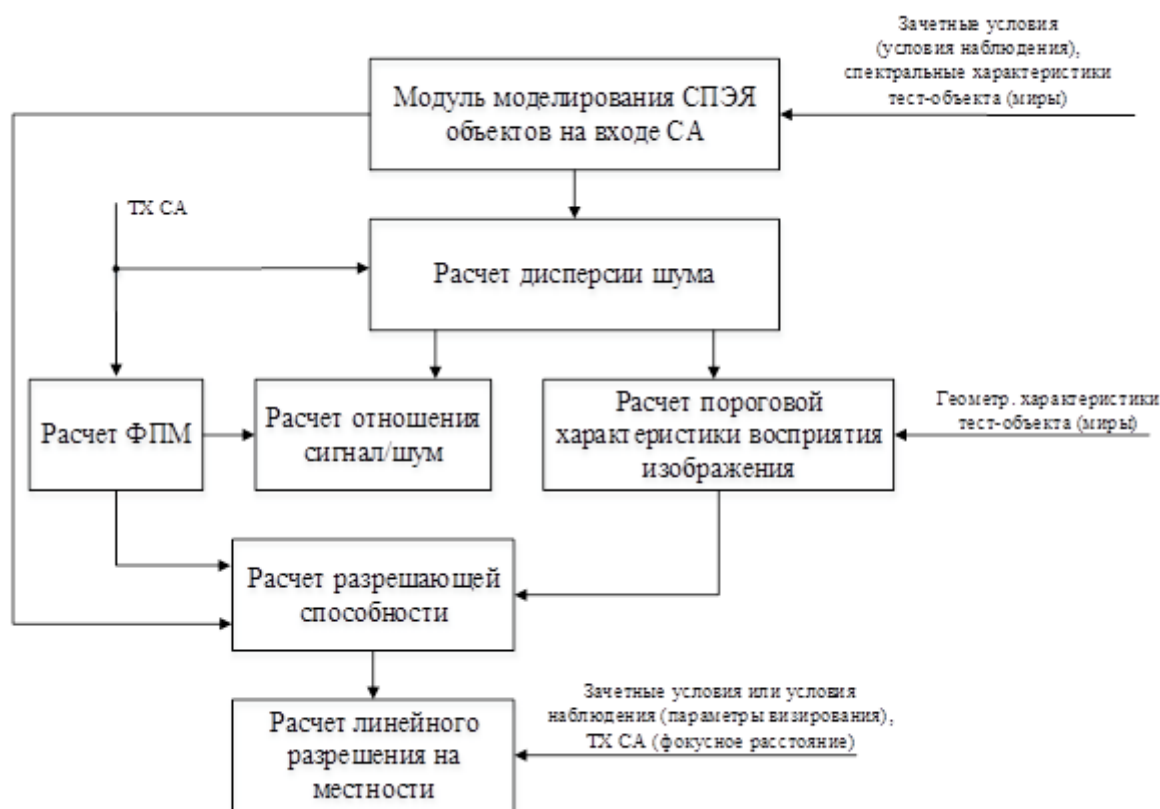 Зачетные условия
(условия наблюдения),
спектральные характеристики
тест-объекта (миры)
Модуль моделирования СПЭЯ
объектов на входе СА
ТХ СА
Расчет дисперсии шума
Расчет ФПМ
Расчет отношения
сигнал/шум
Расчет пороговой
характеристики восприятия
изображения
Геометр. характеристики
тест-объекта (миры)
Расчет разрешающей
способности
Расчет линейного
разрешения на
местности
Зачетные условия или условия
наблюдения (параметры визирования),
ТХ СА (фокусное расстояние)